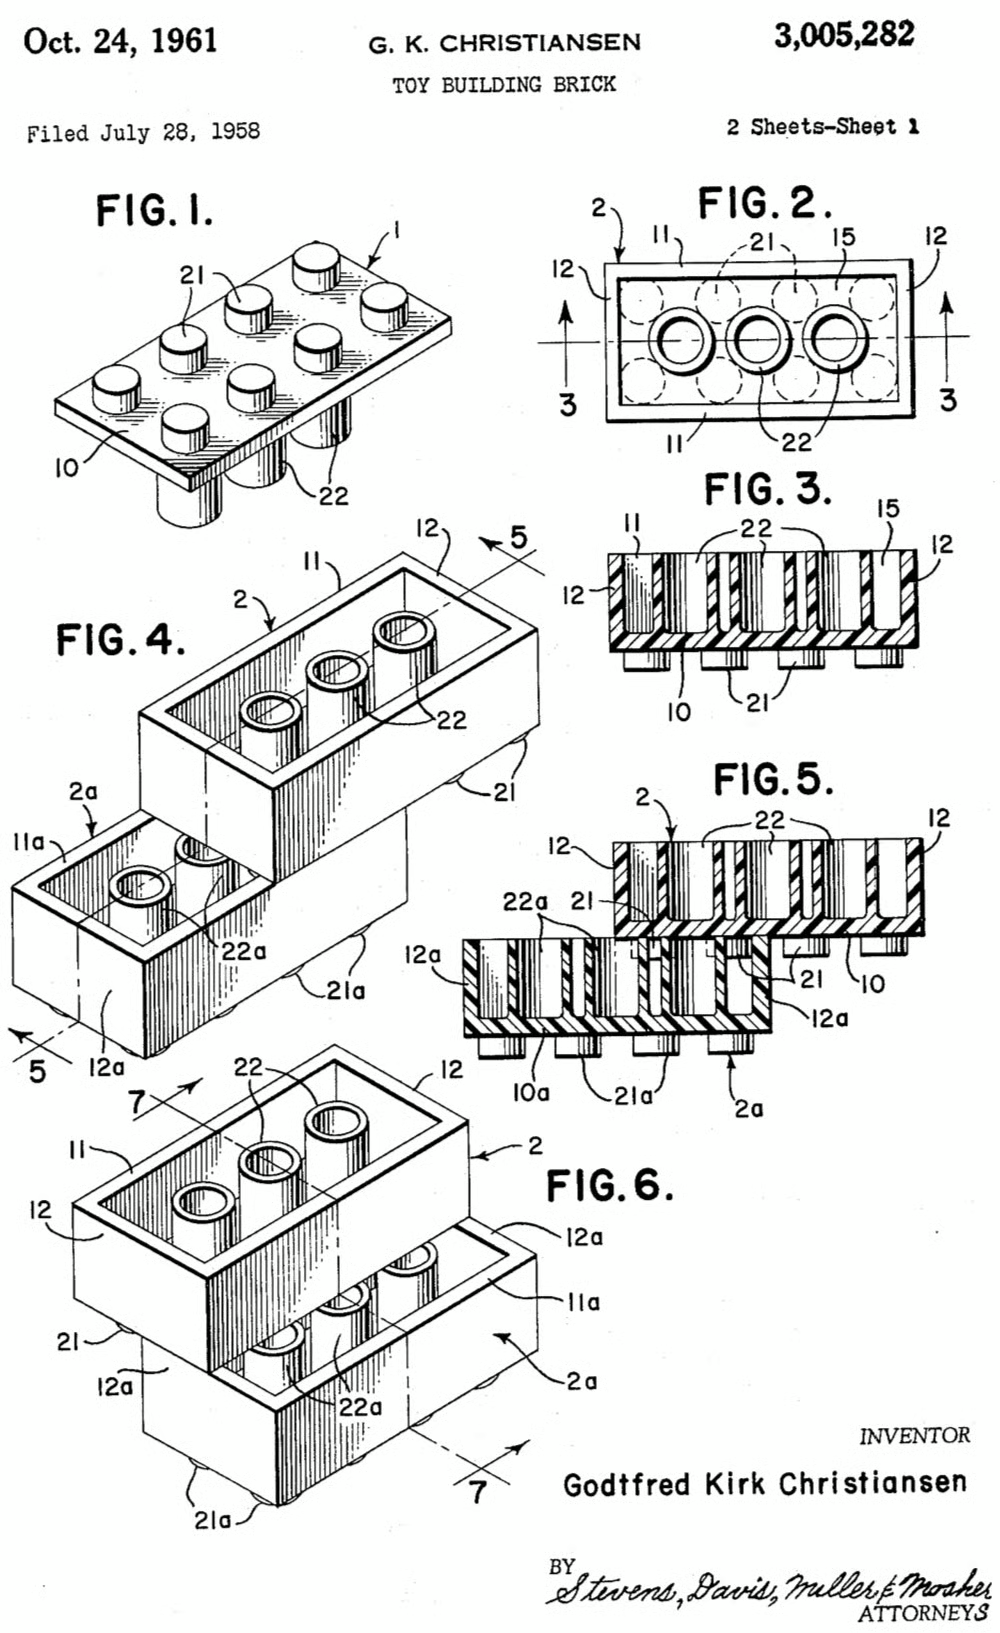 Oct. 24, 1961 G. K. CHRISTIANSEN 3,005,282
TOY BUILDING BRICK
Filed July 28, 1958 2 Sheets-Sheet 1
FIG. 1.
1
21
10
22
FIG. 2.
2
11
21
15
12
12
3
3
11
22
FIG. 3.
11
22
15
12
12
10
21
FIG. 4.
12
5
11
2
22
21
2a
11a
22a
21a
12a
5
FIG. 5.
2
22
12
12
21
22a
12a
21
10
12a
10a
21a
2a
FIG. 6.
7
22
12
11
2
12
12a
11a
21
12a
22a
2a
21a
7
INVENTOR
Godtfred Kirk Christiansen
BY
Stevens, Davis, Miller & Mosher
ATTORNEYS